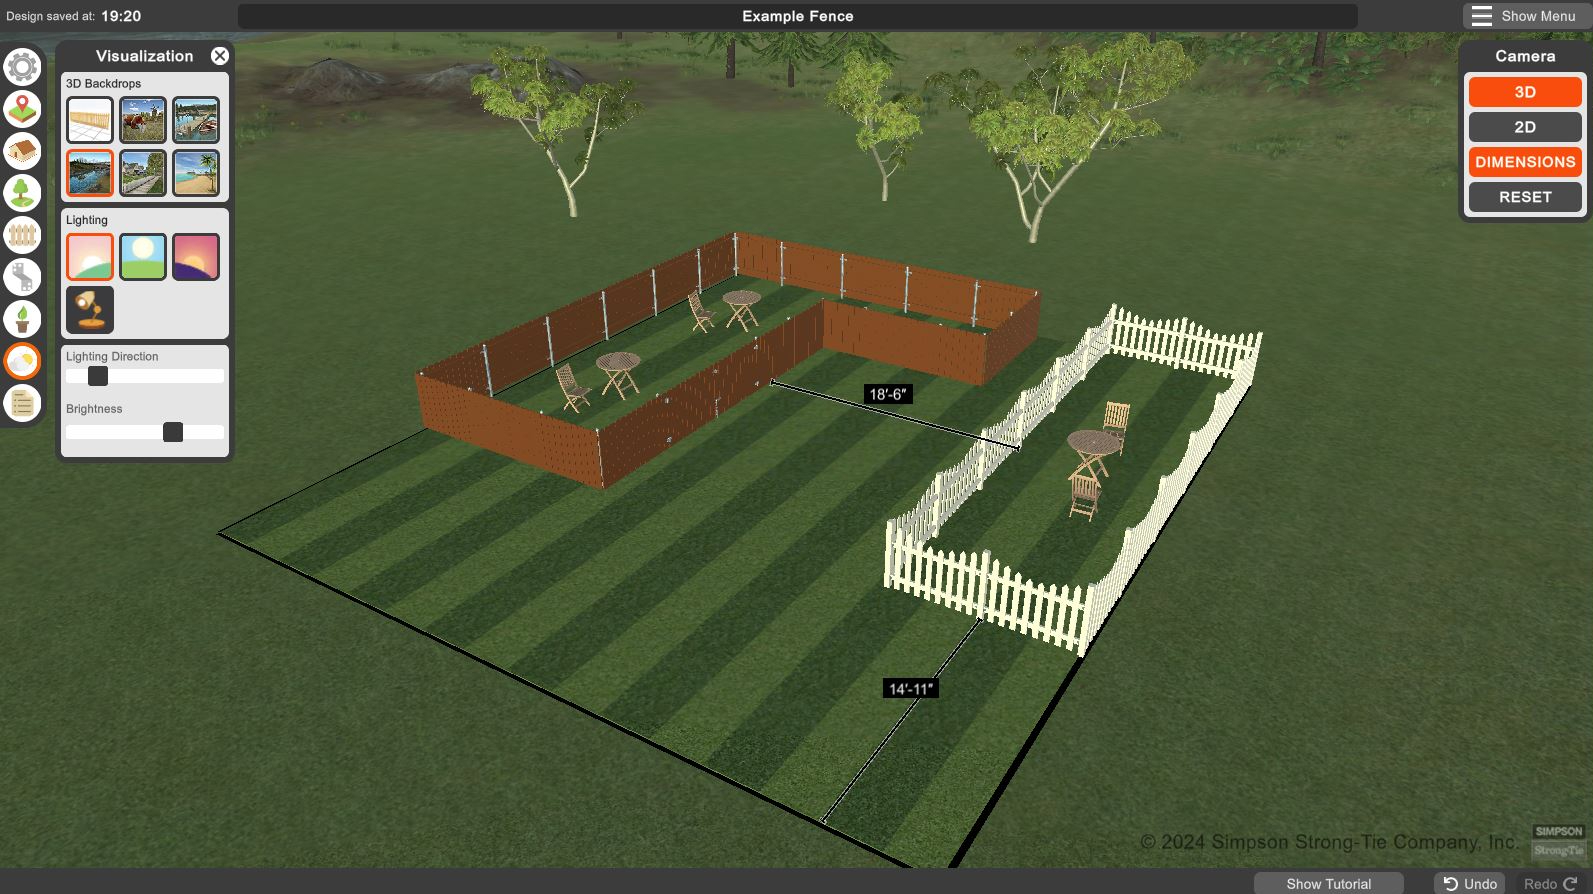 Design saved at: 19:20
Example Fence
Show Menu
Visualization
3D Backdrops
Lighting
Lighting Direction
Brightness
Camera
3D
2D
DIMENSIONS
RESET
18'-6"
14'-11"
© 2024 Simpson Strong-Tie Company, Inc.
SIMPSON
Strong-Tie
Show Tutorial
Undo
Redo